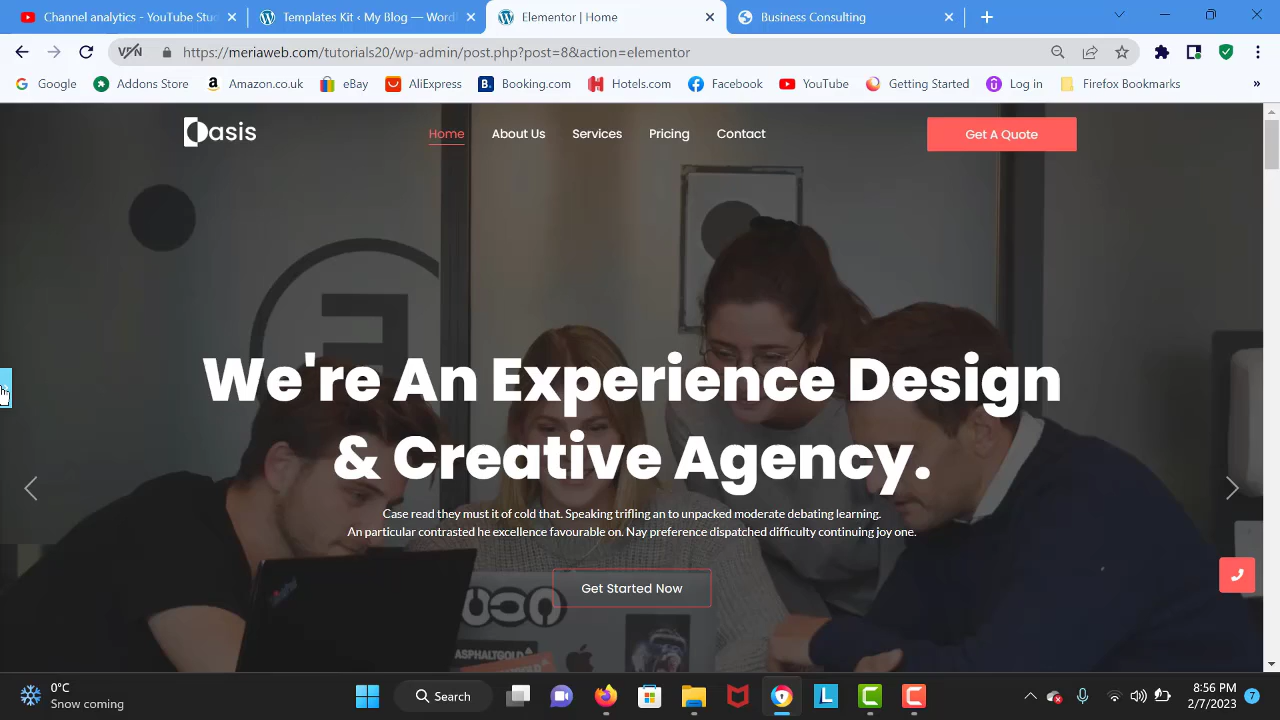 Channel analytics - YouTube Stu
Templates Kit ‹ My Blog — Word
Elementor | Home
Business Consulting
VPN
https://meriaweb.com/tutorials20/wp-admin/post.php?post=8&action=elementor
Google
Addons Store
Amazon.co.uk
eBay
AliExpress
Booking.com
Hotels.com
Facebook
YouTube
Getting Started
Log in
Firefox Bookmarks
»
Oasis
Home
About Us
Services
Pricing
Contact
Get A Quote
We're An Experience Design
& Creative Agency.
Case read they must it of cold that. Speaking trifling an to unpacked moderate debating learning.
An particular contrasted he excellence favourable on. Nay preference dispatched difficulty continuing joy one.
Get Started Now
ASPHALTGOLD
0°C
Snow coming
Search
8:56 PM
2/7/2023
7